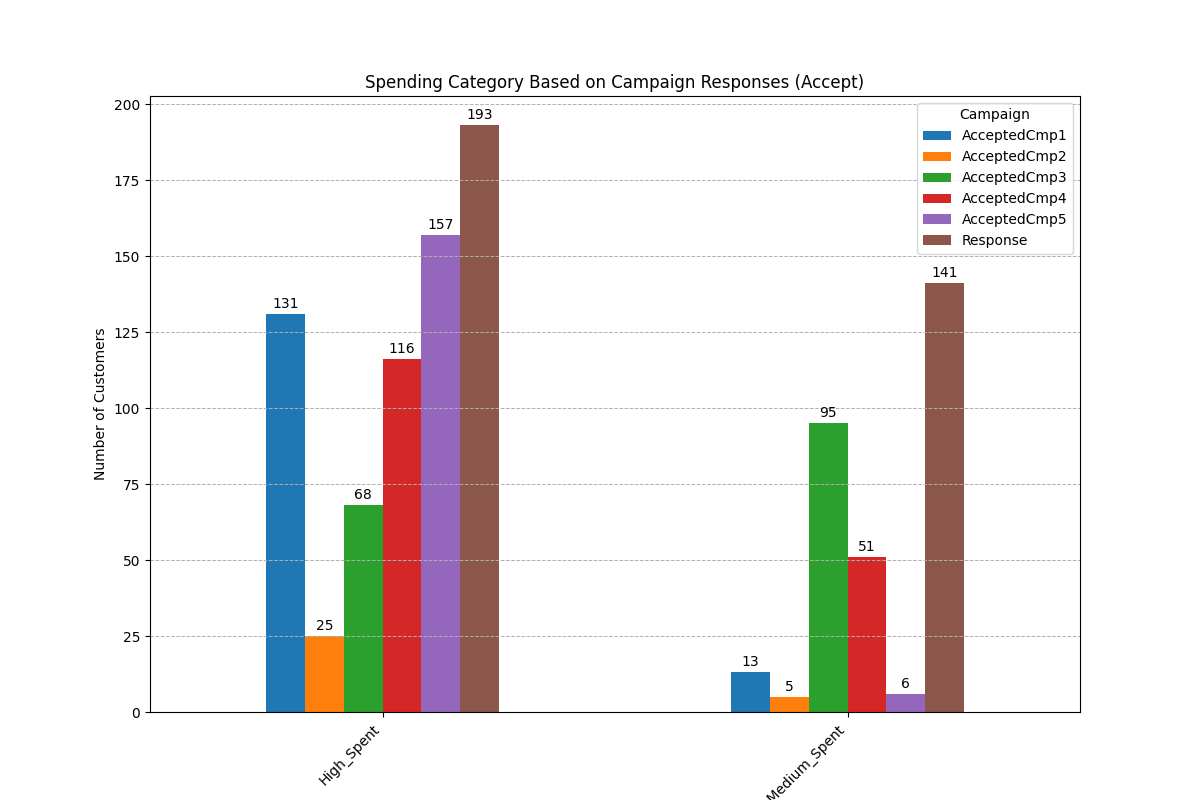 Spending Category Based on Campaign Responses (Accept)
Number of Customers
200
175
150
125
100
75
50
25
0
131
25
68
116
157
193
13
5
95
51
6
141
High_Spent
Medium_Spent
Campaign
AcceptedCmp1
AcceptedCmp2
AcceptedCmp3
AcceptedCmp4
AcceptedCmp5
Response